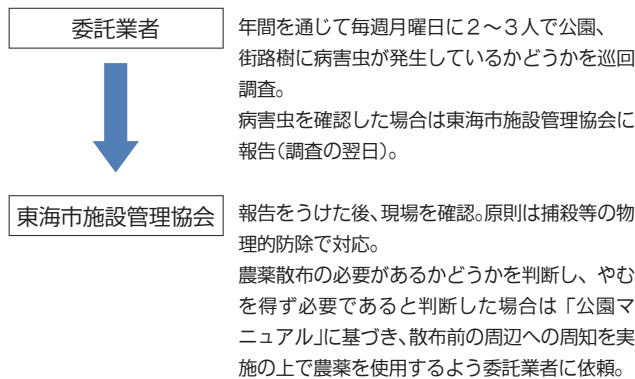 委託業者
年間を通じて毎週月曜日に２～３人で公園、
街路樹に病害虫が発生しているかどうかを巡回
調査。
病害虫を確認した場合は東海市施設管理協会に
報告（調査の翌日）。
東海市施設管理協会
報告をうけた後、現場を確認。原則は捕殺等の物
理的防除で対応。
農薬散布の必要があるかどうかを判断し、やむ
を得ず必要であると判断した場合は「公園マ
ニュアル」に基づき、散布前の周辺への周知を実
施の上で農薬を使用するよう委託業者に依頼。